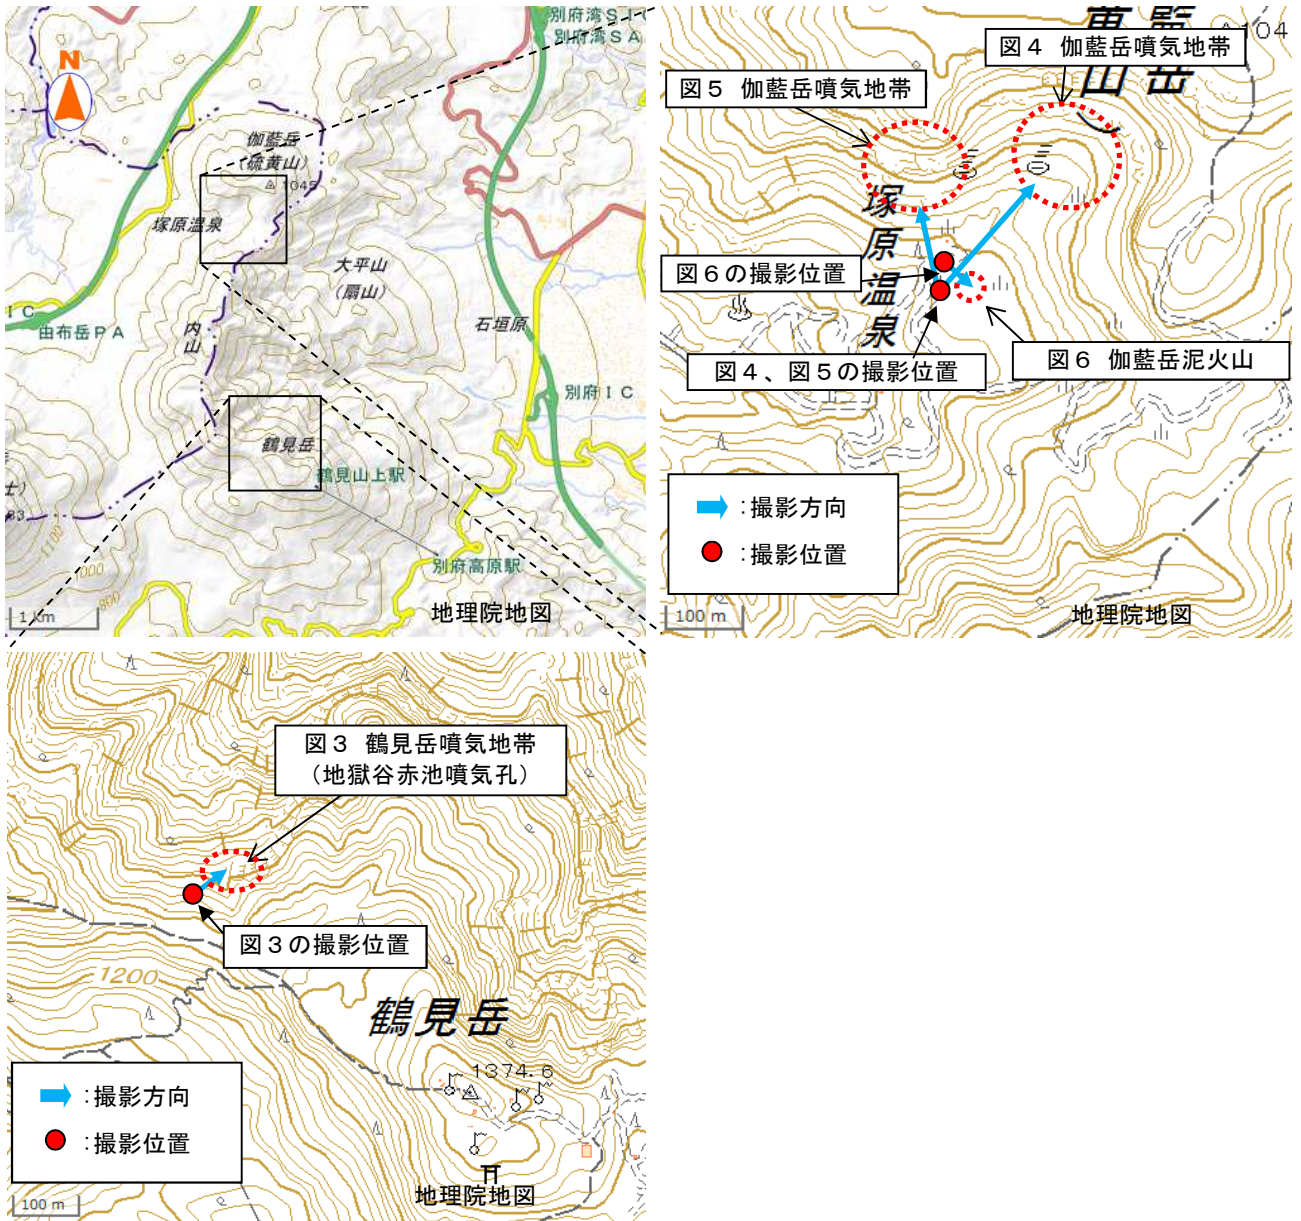 N
別府湾ＳＩＣ
別府湾ＳＡ
伽藍岳
（硫黄山）
1045
塚原温泉
大平山
（扇山）
ＩＣ
由布岳ＰＡ
内山
石垣原
別府ＩＣ
鶴見岳
鶴見山上駅
別府高原駅
1100
1000
800
1 km
地理院地図
硫黄山
伽藍岳
104
図４ 伽藍岳噴気地帯
図５ 伽藍岳噴気地帯
塚原温泉
図６の撮影位置
図４、図５の撮影位置
図６ 伽藍岳泥火山
：撮影方向
：撮影位置
100 m
地理院地図
図３ 鶴見岳噴気地帯
（地獄谷赤池噴気孔）
図３の撮影位置
1200
鶴見岳
1374.6
：撮影方向
：撮影位置
100 m
地理院地図